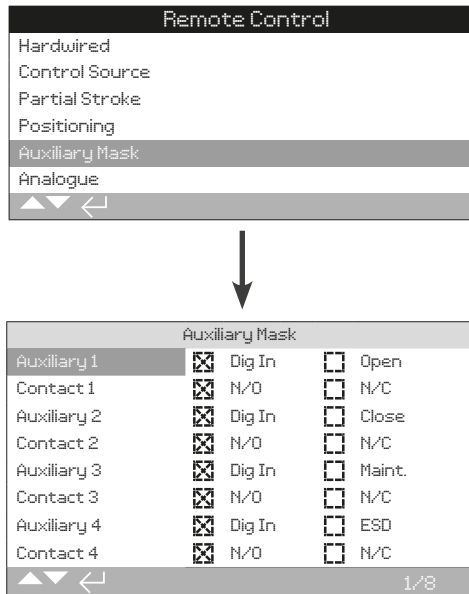 Remote Control
Hardwired
Control Source
Partial Stroke
Positioning
Auxiliary Mask
Analogue
Auxiliary Mask
Auxiliary 1 Dig In Open
Contact 1 N/O N/C
Auxiliary 2 Dig In Close
Contact 2 N/O N/C
Auxiliary 3 Dig In Maint.
Contact 3 N/O N/C
Auxiliary 4 Dig In ESD
Contact 4 N/O N/C
1/8